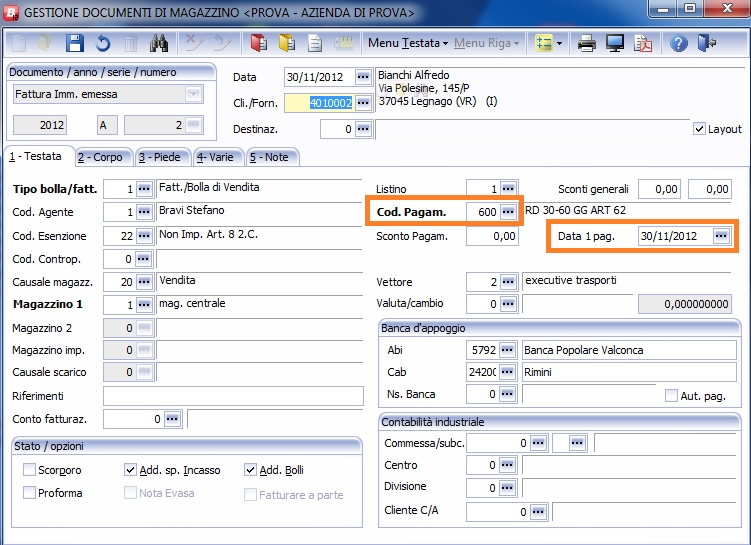 GESTIONE DOCUMENTI DI MAGAZZINO <PROVA - AZIENDA DI PROVA>
Menu Testata Menu Riga
Documento / anno / serie / numero
Fattura Imm. emessa
2012 A 2
Data 30/11/2012
Cli./Forn. 4010002
Destinaz. 0
Bianchi Alfredo
Via Polesine, 145/P
37045 Legnago (VR) (I)
Layout
1 - Testata 2 - Corpo 3 - Piede 4- Varie 5 - Note
Tipo bolla/fatt. 1 Fatt./Bolla di Vendita
Cod. Agente 1 Bravi Stefano
Cod. Esenzione 22 Non Imp. Art. 8 2.C.
Cod. Controp. 0
Causale magazz. 20 Vendita
Magazzino 1 1 mag. centrale
Magazzino 2 0
Magazzino imp. 0
Causale scarico 0
Riferimenti
Conto fatturaz. 0
Listino 1 Sconti generali 0,00 0,00
Cod. Pagam. 600 RD 30-60 GG ART 62
Sconto Pagam. 0,00 Data 1 pag. 30/11/2012
Vettore 2 executive trasporti
Valuta/cambio 0 0,000000000
Banca d'appoggio
Abi 5792 Banca Popolare Valconca
Cab 24200 Rimini
Ns. Banca 0 Aut. pag.
Stato / opzioni
Scorporo Add. sp. Incasso Add. Bolli
Proforma Nota Evasa Fatturare a parte
Contabilità industriale
Commessa/subc. 0
Centro 0
Divisione 0
Cliente C/A 0